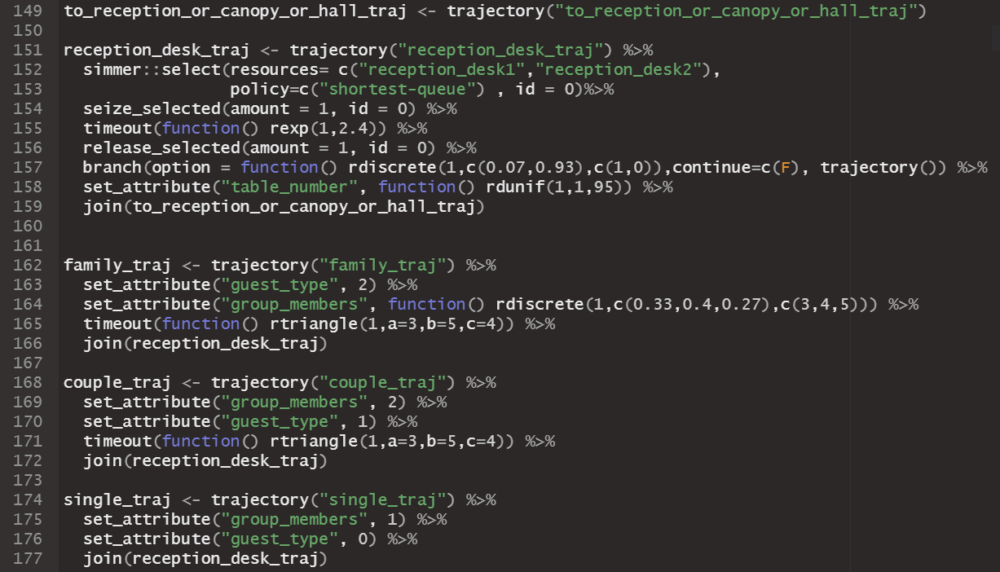 149 to_reception_or_canopy_or_hall_traj <- trajectory("to_reception_or_canopy_or_hall_traj")
150
151 reception_desk_traj <- trajectory("reception_desk_traj") %>%
152   simmer::select(resources= c("reception_desk1","reception_desk2"),
153                  policy=c("shortest-queue") , id = 0)%>%
154   seize_selected(amount = 1, id = 0) %>%
155   timeout(function() rexp(1,2.4)) %>%
156   release_selected(amount = 1, id = 0) %>%
157   branch(option = function() rdiscrete(1,c(0.07,0.93),c(1,0)),continue=c(F), trajectory()) %>%
158   set_attribute("table_number", function() rdunif(1,1,95)) %>%
159   join(to_reception_or_canopy_or_hall_traj)
160
161
162 family_traj <- trajectory("family_traj") %>%
163   set_attribute("guest_type", 2) %>%
164   set_attribute("group_members", function() rdiscrete(1,c(0.33,0.4,0.27),c(3,4,5))) %>%
165   timeout(function() rtriangle(1,a=3,b=5,c=4)) %>%
166   join(reception_desk_traj)
167
168 couple_traj <- trajectory("couple_traj") %>%
169   set_attribute("group_members", 2) %>%
170   set_attribute("guest_type", 1) %>%
171   timeout(function() rtriangle(1,a=3,b=5,c=4)) %>%
172   join(reception_desk_traj)
173
174 single_traj <- trajectory("single_traj") %>%
175   set_attribute("group_members", 1) %>%
176   set_attribute("guest_type", 0) %>%
177   join(reception_desk_traj)